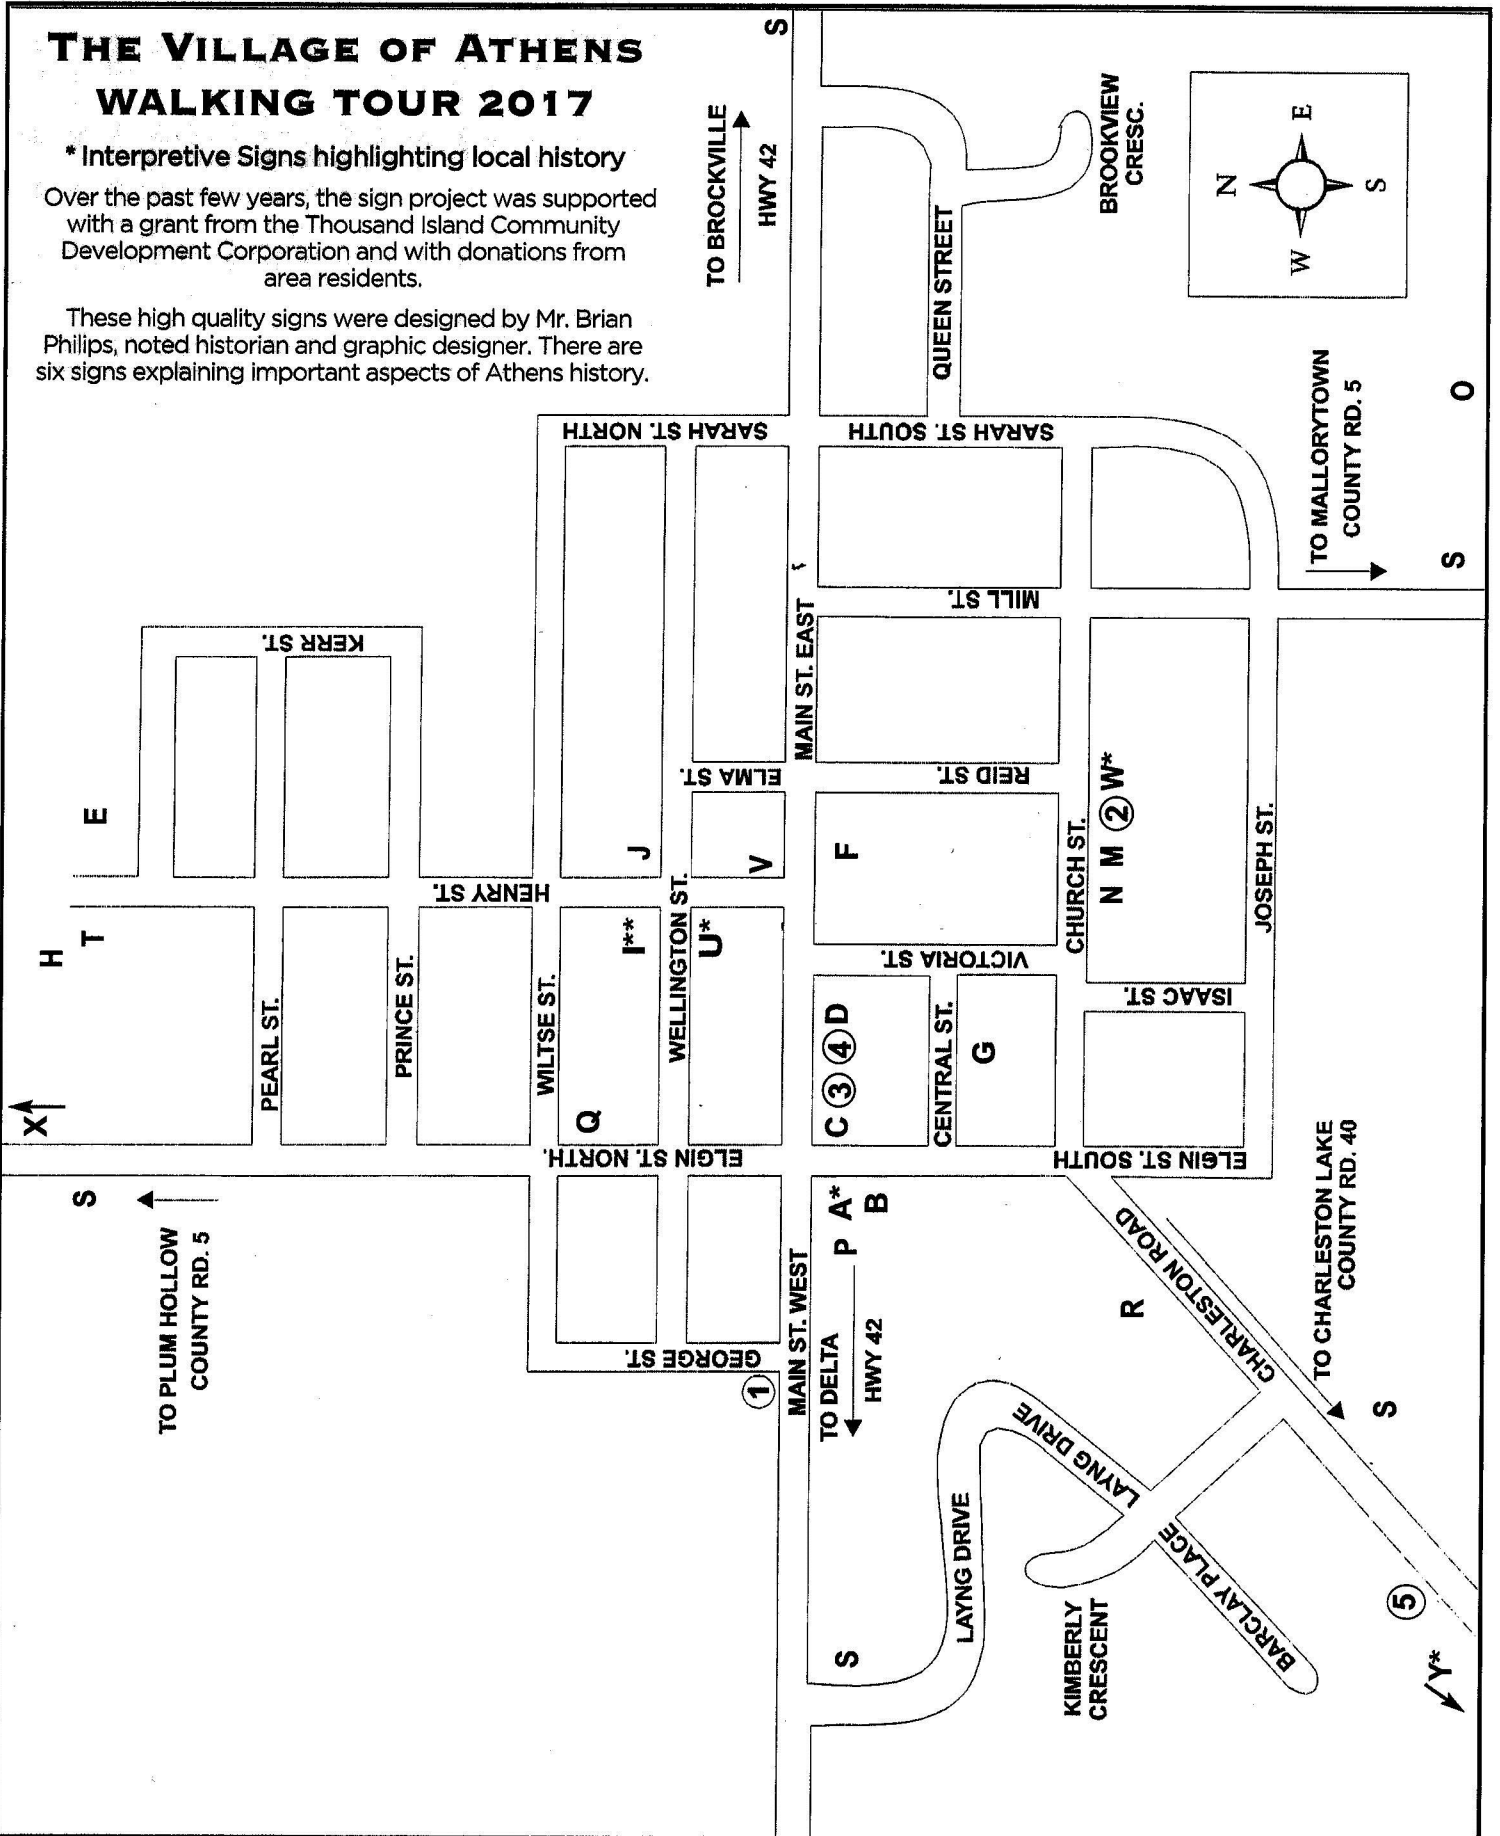 THE VILLAGE OF ATHENS
WALKING TOUR 2017
* Interpretive Signs highlighting local history
Over the past few years, the sign project was supported
with a grant from the Thousand Island Community
Development Corporation and with donations from
area residents.
These high quality signs were designed by Mr. Brian
Philips, noted historian and graphic designer. There are
six signs explaining important aspects of Athens history.
S
TO BROCKVILLE
HWY 42
BROOKVIEW
CRESC.
QUEEN STREET
N
E
S
W
SARAH ST. NORTH
SARAH ST. SOUTH
TO MALLORYTOWN
COUNTY RD. 5
O
S
MILL ST.
MAIN ST. EAST
KERR ST.
ELMA ST.
REID ST.
E
J
V
F
N M 2 W*
CHURCH ST.
JOSEPH ST.
HENRY ST.
H
T
I**
U*
WELLINGTON ST.
VICTORIA ST.
ISAAC ST.
PEARL ST.
PRINCE ST.
WILTSE ST.
C 3 4 D
CENTRAL ST.
G
X
Q
ELGIN ST. NORTH.
ELGIN ST. SOUTH
S
TO PLUM HOLLOW
COUNTY RD. 5
P A*
B
MAIN ST. WEST
TO DELTA
HWY 42
R
CHARLESTON ROAD
TO CHARLESTON LAKE
COUNTY RD. 40
GEORGE ST.
1
S
LAYNG DRIVE
LAYNG DRIVE
BARCLAY PLACE
KIMBERLY
CRESCENT
S
5
Y*